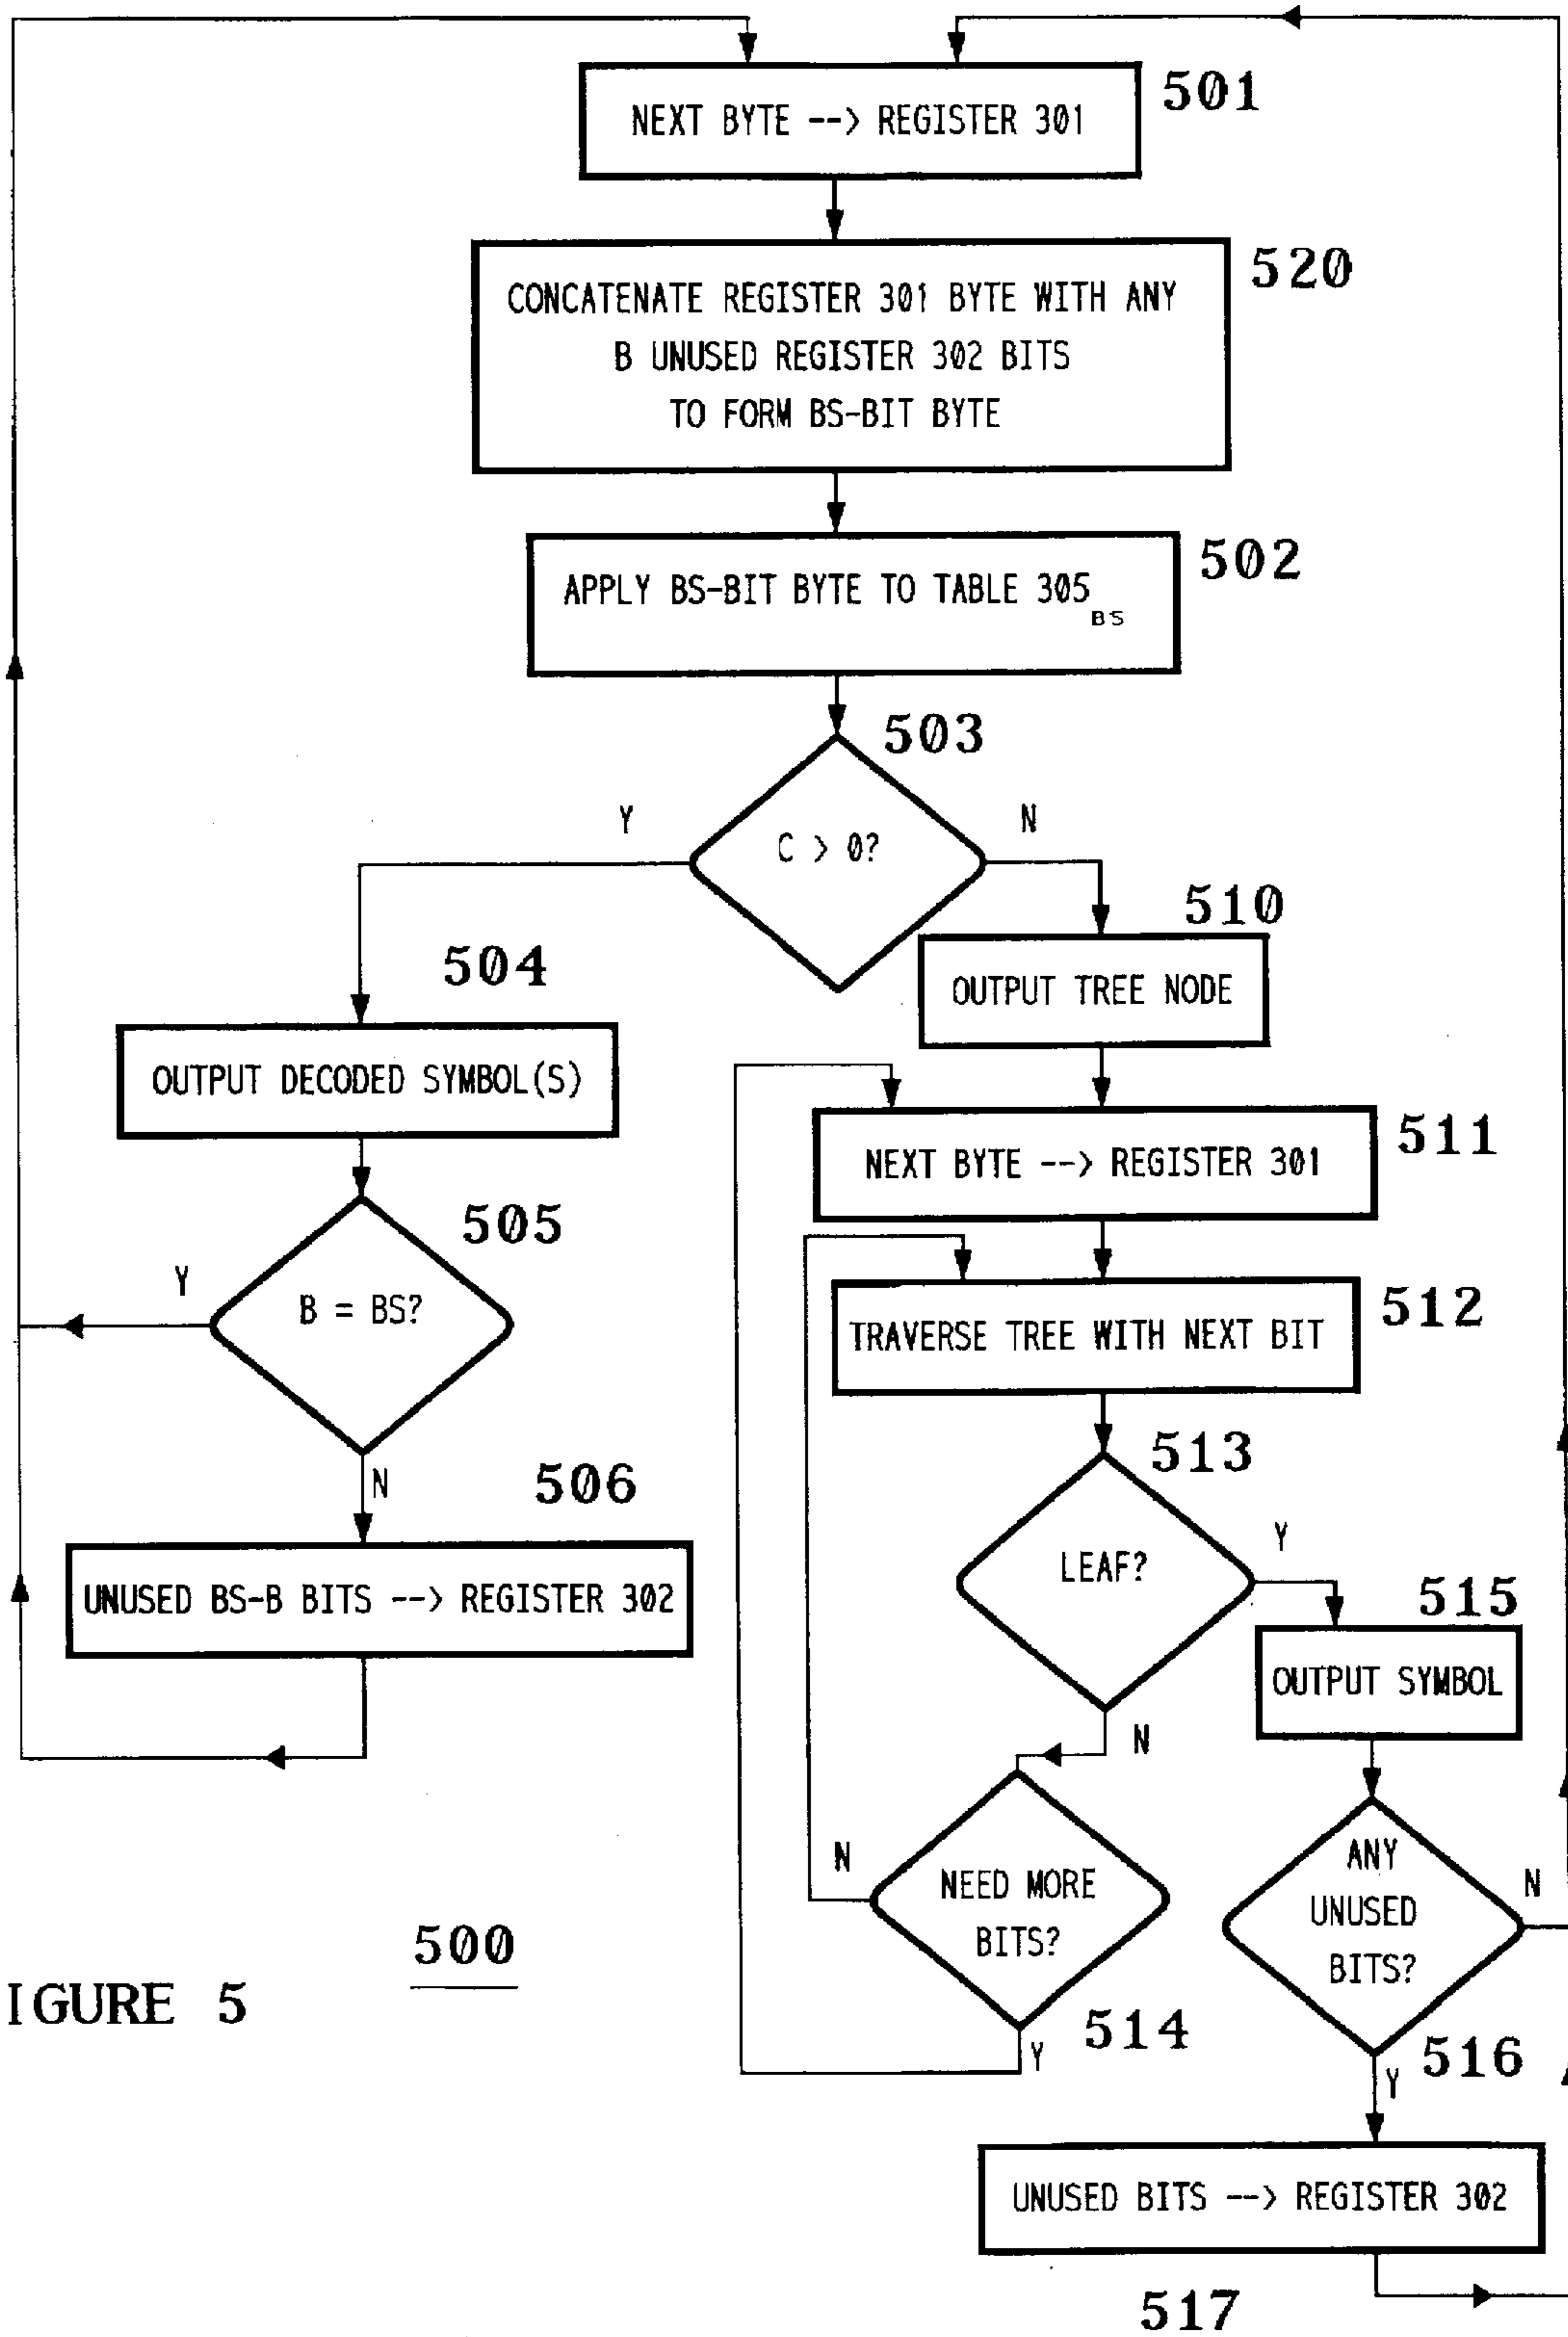 501
NEXT BYTE --> REGISTER 301
520
CONCATENATE REGISTER 301 BYTE WITH ANY
B UNUSED REGISTER 302 BITS
TO FORM BS-BIT BYTE
502
APPLY BS-BIT BYTE TO TABLE 305BS
503
Y
C > 0?
N
510
OUTPUT TREE NODE
504
OUTPUT DECODED SYMBOL(S)
511
NEXT BYTE --> REGISTER 301
505
Y
B = BS?
N
512
TRAVERSE TREE WITH NEXT BIT
506
UNUSED BS-B BITS --> REGISTER 302
513
LEAF?
Y
N
515
OUTPUT SYMBOL
N
NEED MORE
BITS?
Y
514
ANY
UNUSED
BITS?
N
516
Y
UNUSED BITS --> REGISTER 302
517
500
IGURE 5